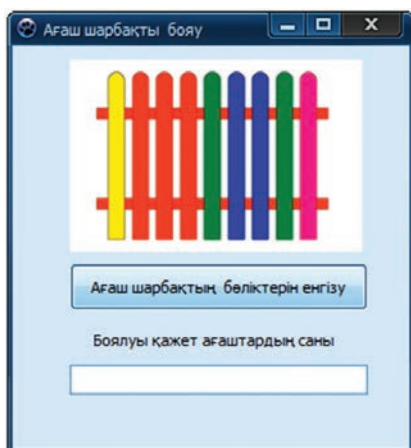 Ағаш шарбақты бояу
Ағаш шарбақтың бөліктерін енгізу
Боялуы қажет ағаштардың саны